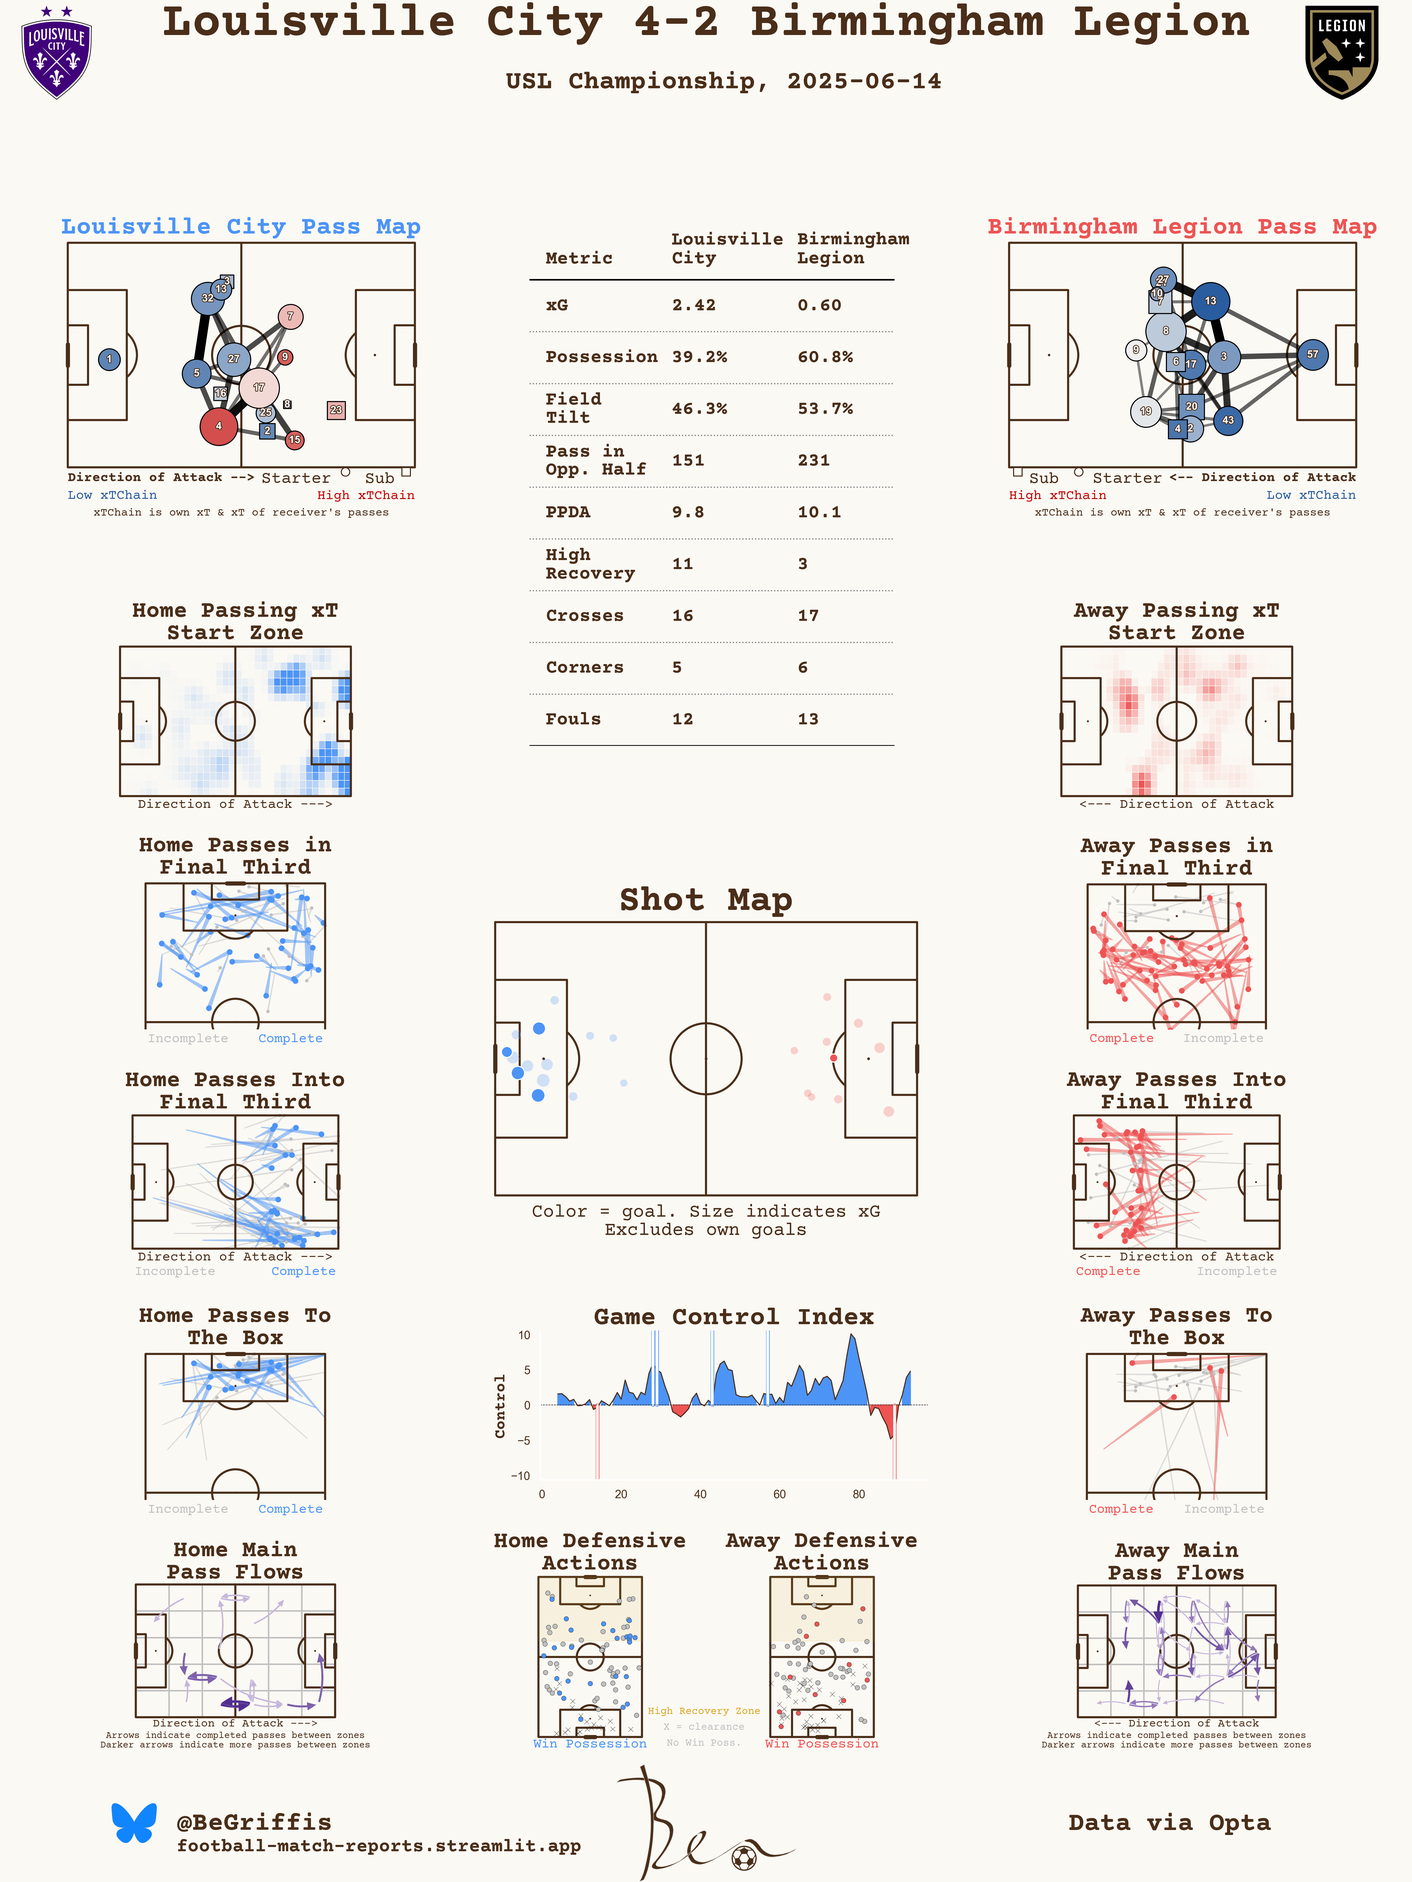 Louisville City 4-2 Birmingham Legion
USL Championship, 2025-06-14
LOUISVILLE
CITY
LEGION
Louisville City Pass Map
1
32
13
3
5
27
7
9
17
16
8
25
2
4
15
23
Direction of Attack --> Starter Sub
Low xTChain High xTChain
xTChain is own xT & xT of receiver's passes
Metric Louisville City Birmingham Legion
xG 2.42 0.60
Possession 39.2% 60.8%
Field Tilt 46.3% 53.7%
Pass in Opp. Half 151 231
PPDA 9.8 10.1
High Recovery 11 3
Crosses 16 17
Corners 5 6
Fouls 12 13
Birmingham Legion Pass Map
27
10
7
13
8
9
6
17
3
57
19
20
4
2
43
Sub Starter <-- Direction of Attack
High xTChain Low xTChain
xTChain is own xT & xT of receiver's passes
Home Passing xT
Start Zone
Direction of Attack --->
Away Passing xT
Start Zone
<--- Direction of Attack
Home Passes in
Final Third
Incomplete Complete
Away Passes in
Final Third
Complete Incomplete
Shot Map
Color = goal. Size indicates xG
Excludes own goals
Home Passes Into
Final Third
Direction of Attack --->
Incomplete Complete
Away Passes Into
Final Third
<--- Direction of Attack
Complete Incomplete
Home Passes To
The Box
Incomplete Complete
Game Control Index
Control
10
5
0
−5
−10
0 20 40 60 80
Away Passes To
The Box
Complete Incomplete
Home Main
Pass Flows
Direction of Attack --->
Arrows indicate completed passes between zones
Darker arrows indicate more passes between zones
Home Defensive
Actions
Win Possession
High Recovery Zone
X = clearance
No Win Poss.
Away Defensive
Actions
Win Possession
Away Main
Pass Flows
<--- Direction of Attack
Arrows indicate completed passes between zones
Darker arrows indicate more passes between zones
@BeGriffis
football-match-reports.streamlit.app
Ben
Data via Opta